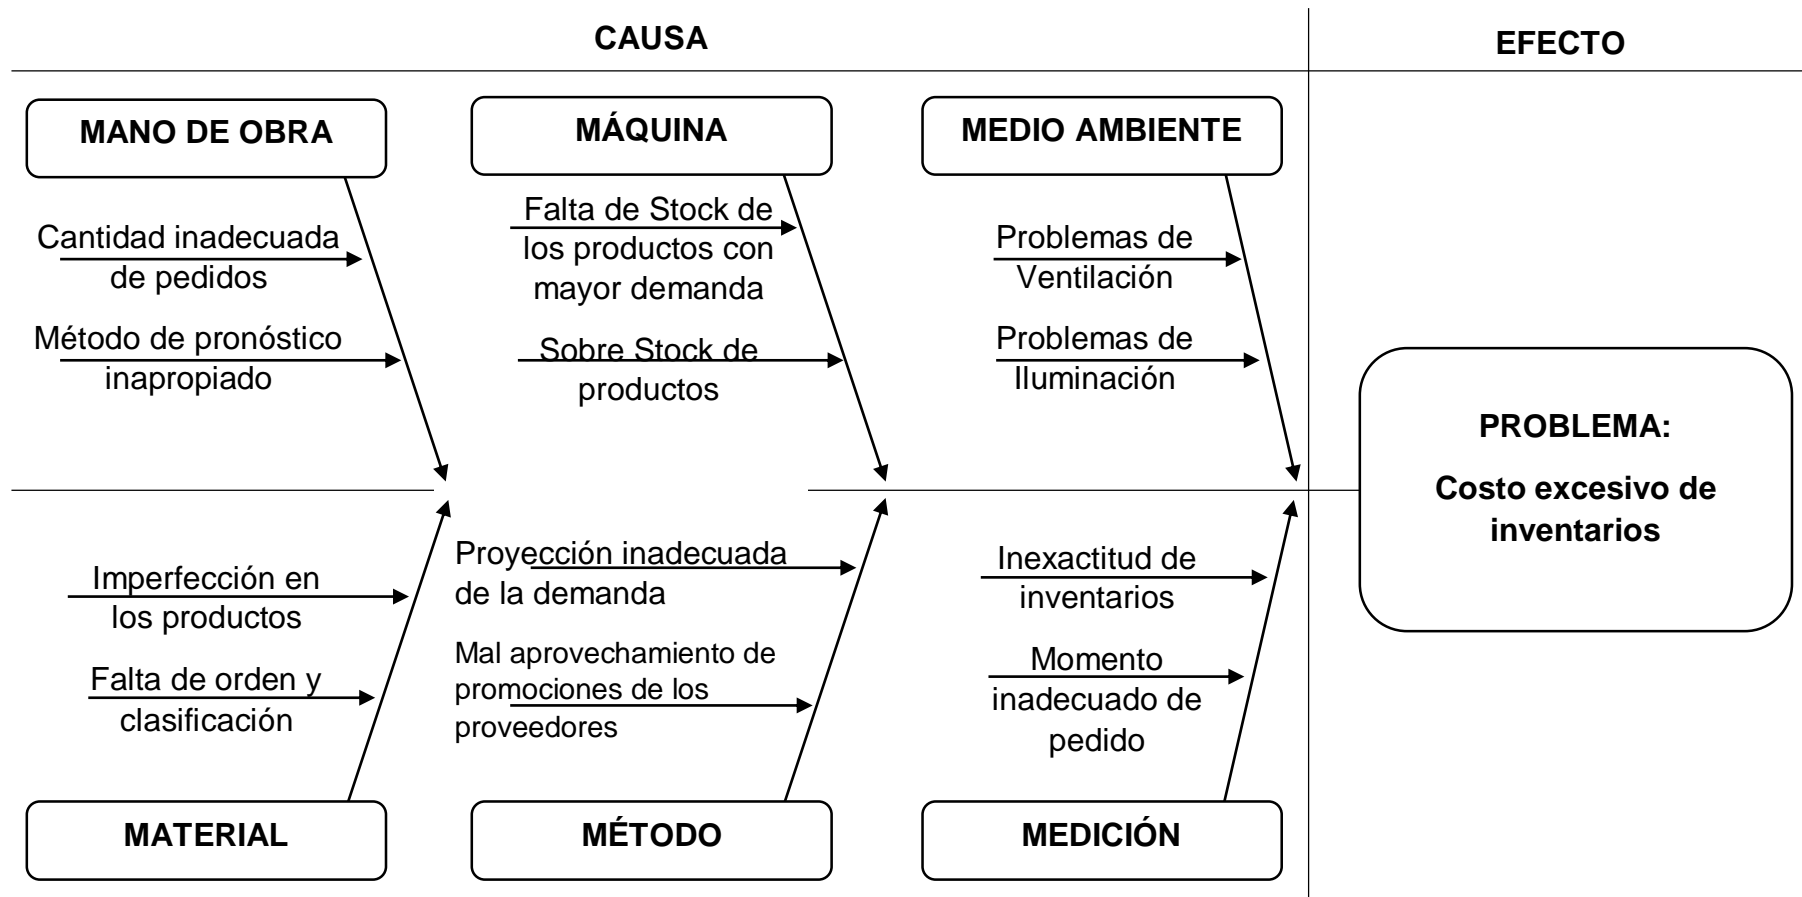 CAUSA
EFECTO
MANO DE OBRA
MÁQUINA
MEDIO AMBIENTE
Cantidad inadecuada
de pedidos
Método de pronóstico
inapropiado
Falta de Stock de
los productos con
mayor demanda
Sobre Stock de
productos
Problemas de
Ventilación
Problemas de
Iluminación
PROBLEMA:
Costo excesivo de
inventarios
Imperfección en
los productos
Falta de orden y
clasificación
Proyección inadecuada
de la demanda
Mal aprovechamiento de
promociones de los
proveedores
Inexactitud de
inventarios
Momento
inadecuado de
pedido
MATERIAL
MÉTODO
MEDICIÓN